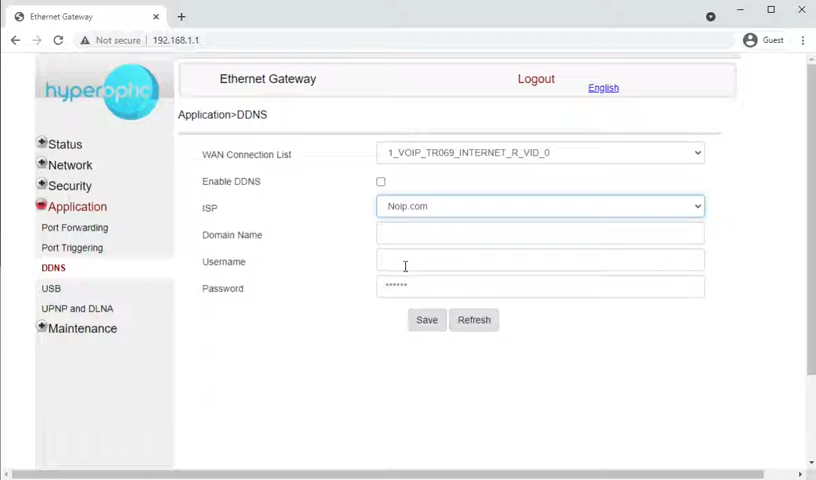 Ethernet Gateway
Not secure 192.168.1.1
Guest
hyperoptic
Ethernet Gateway
Logout
English
Application>DDNS
Status
Network
Security
Application
Port Forwarding
Port Triggering
DDNS
USB
UPNP and DLNA
Maintenance
WAN Connection List
1_VOIP_TR069_INTERNET_R_VID_0
Enable DDNS
ISP
Noip.com
Domain Name
Username
Password
******
Save
Refresh